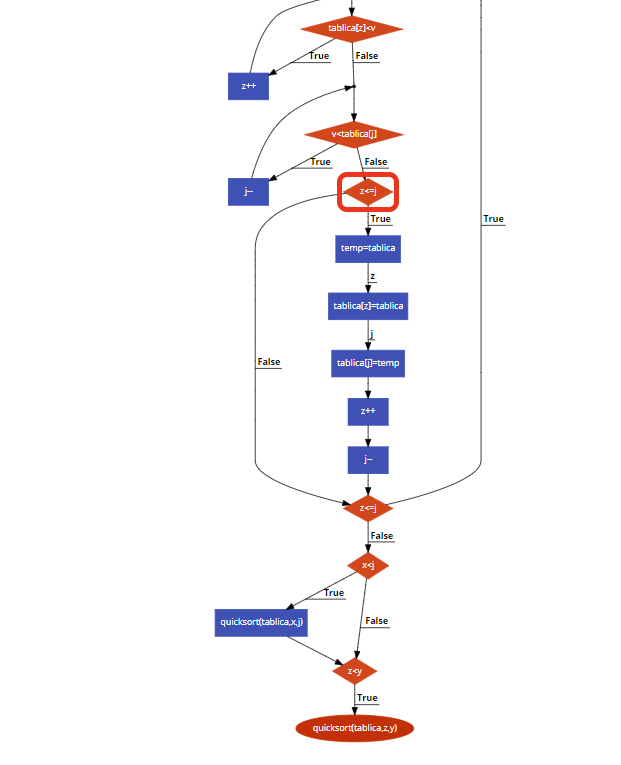 tablica[z]<v
True
False
z++
v<tablica[j]
True
False
j--
z<=j
True
True
temp=tablica
z
tablica[z]=tablica
j
False
tablica[j]=temp
z++
j--
z<=j
False
x<j
True
quicksort(tablica,x,j)
False
z<y
True
quicksort(tablica,z,y)